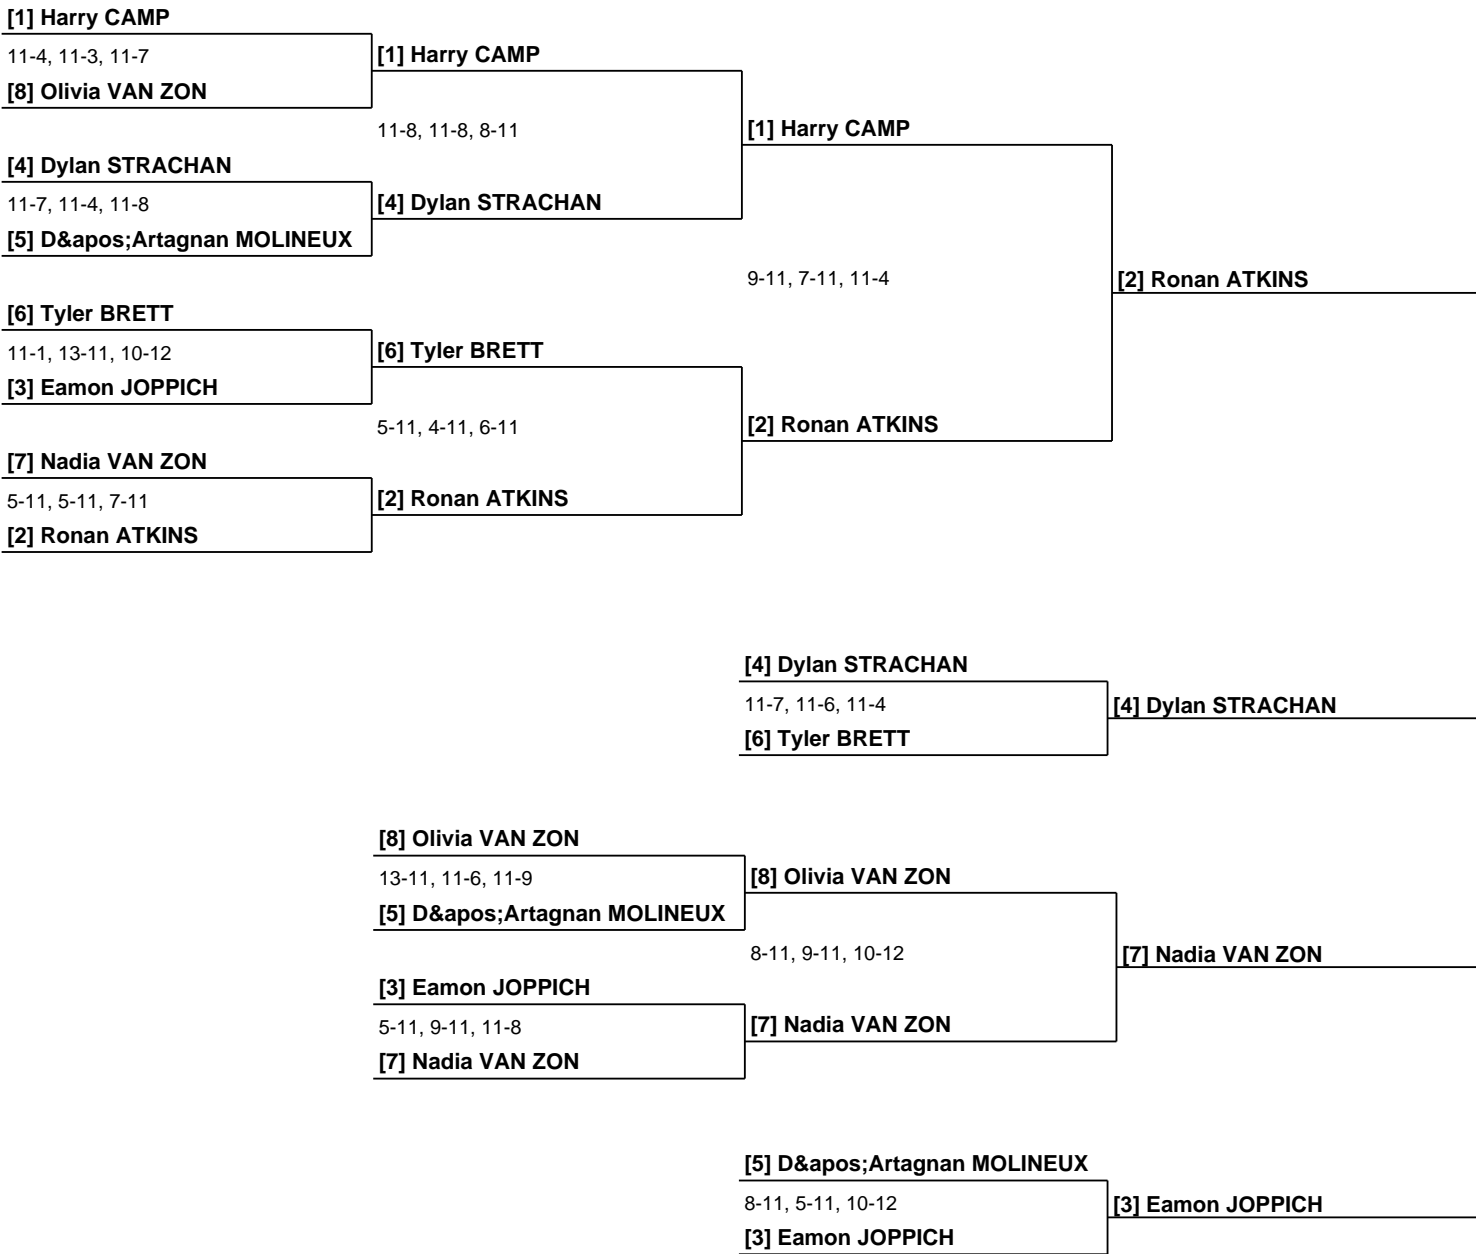 [1] Harry CAMP
11-4, 11-3, 11-7
[8] Olivia VAN ZON
[1] Harry CAMP
11-8, 11-8, 8-11
[4] Dylan STRACHAN
11-7, 11-4, 11-8
[5] D&apos;Artagnan MOLINEUX
[4] Dylan STRACHAN
[1] Harry CAMP
9-11, 7-11, 11-4
[2] Ronan ATKINS
[6] Tyler BRETT
11-1, 13-11, 10-12
[3] Eamon JOPPICH
[6] Tyler BRETT
5-11, 4-11, 6-11
[2] Ronan ATKINS
[7] Nadia VAN ZON
5-11, 5-11, 7-11
[2] Ronan ATKINS
[2] Ronan ATKINS
[4] Dylan STRACHAN
11-7, 11-6, 11-4
[6] Tyler BRETT
[4] Dylan STRACHAN
[8] Olivia VAN ZON
13-11, 11-6, 11-9
[5] D&apos;Artagnan MOLINEUX
[8] Olivia VAN ZON
8-11, 9-11, 10-12
[7] Nadia VAN ZON
[3] Eamon JOPPICH
5-11, 9-11, 11-8
[7] Nadia VAN ZON
[7] Nadia VAN ZON
[5] D&apos;Artagnan MOLINEUX
8-11, 5-11, 10-12
[3] Eamon JOPPICH
[3] Eamon JOPPICH